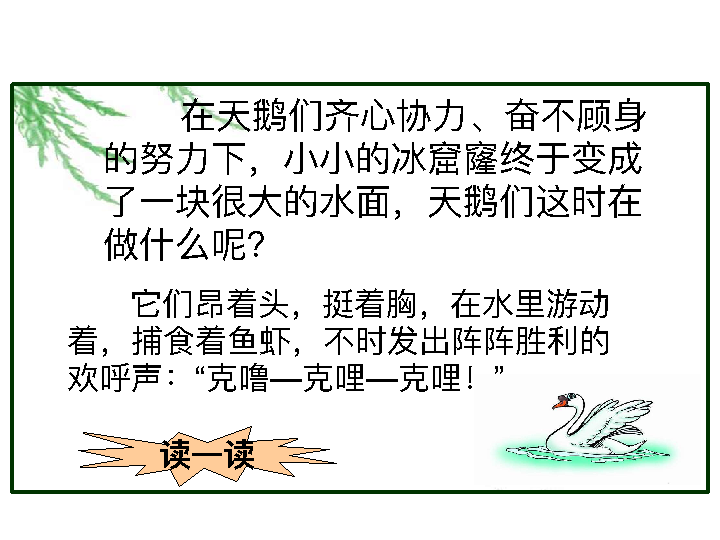 在天鹅们齐心协力、奋不顾身
的努力下，小小的冰窟窿终于变成
了一块很大的水面，天鹅们这时在
做什么呢？
它们昂着头，挺着胸，在水里游动
着，捕食着鱼虾，不时发出阵阵胜利的
欢呼声：“克噜—克哩—克哩！”
读一读